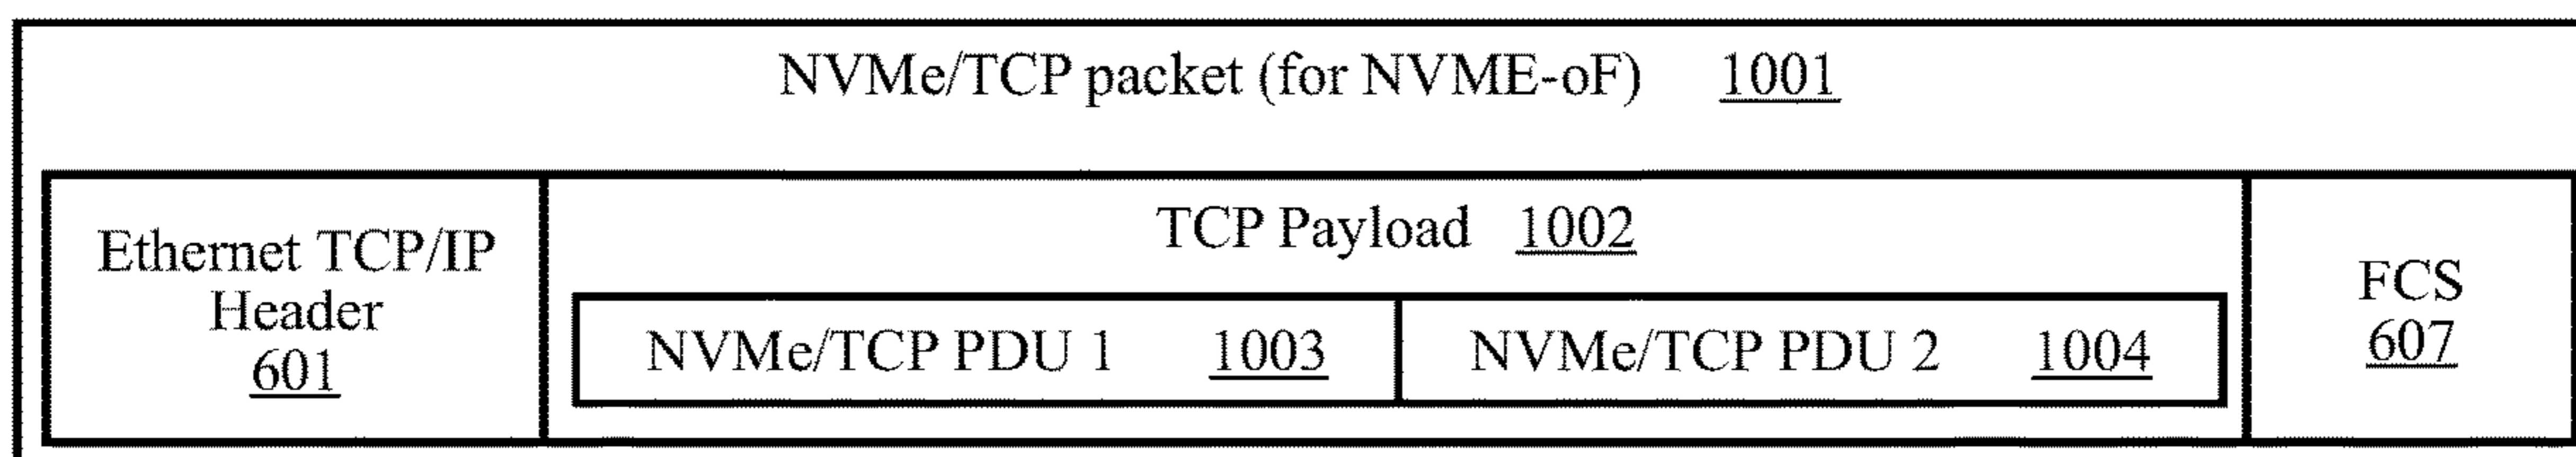 NVMe/TCP packet (for NVME-oF) 1001
Ethernet TCP/IP
Header
601
TCP Payload 1002
NVMe/TCP PDU 1 1003
NVMe/TCP PDU 2 1004
FCS
607